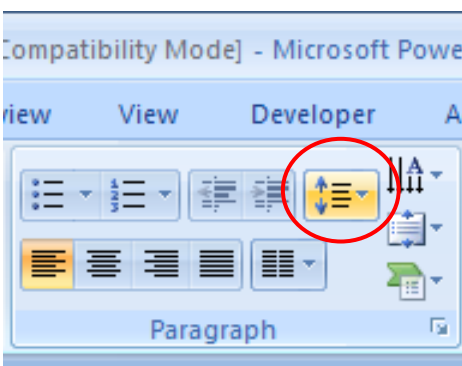 Compatibility Mode] - Microsoft Powe
view View Developer A
Paragraph